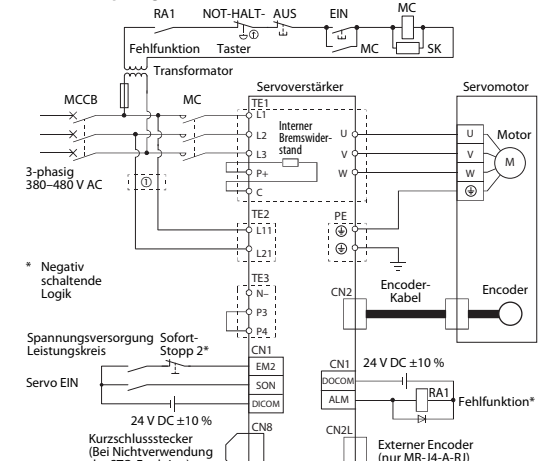 MC
RA1 NOT-HALT- AUS EIN
①
MC SK
Fehlfunktion Taster
Transformator
MCCB MC
Servoverstärker Servomotor
TE1
L1
L2
L3
P+
C
Interner
Bremswider-
stand
U
V
W
U
V
W
Motor
M
3-phasig
380–480 V AC
①
TE2
L11
L21
PE
* Negativ
schaltende
Logik
TE3
N–
P3
P4
CN2
Encoder-
Kabel
Encoder
Spannungsversorgung
Leistungskreis
Sofort-
Stopp 2*
Servo EIN
CN1
EM2
SON
DICOM
24 V DC ±10 %
CN1
24 V DC ±10 %
DOCOM
ALM
RA1
Fehlfunktion*
CN8
Kurzschlussstecker
(Bei Nichtverwendung
CN2L
Externer Encoder
(nur MR-J4-A-RJ)